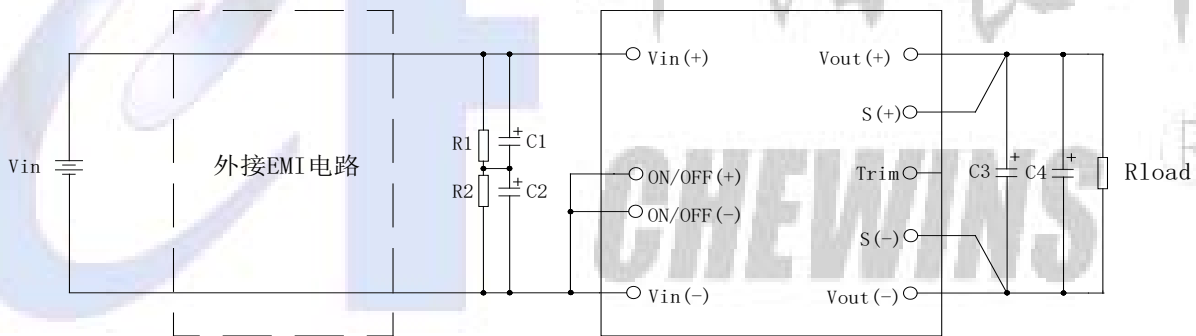 Vin(+)
Vout(+)
S(+)
R1
C1
Vin
外接EMI电路
ON/OFF(+)
Trim
C3
C4
Rload
R2
C2
ON/OFF(-)
S(-)
Vin(-)
Vout(-)
CHEWINS